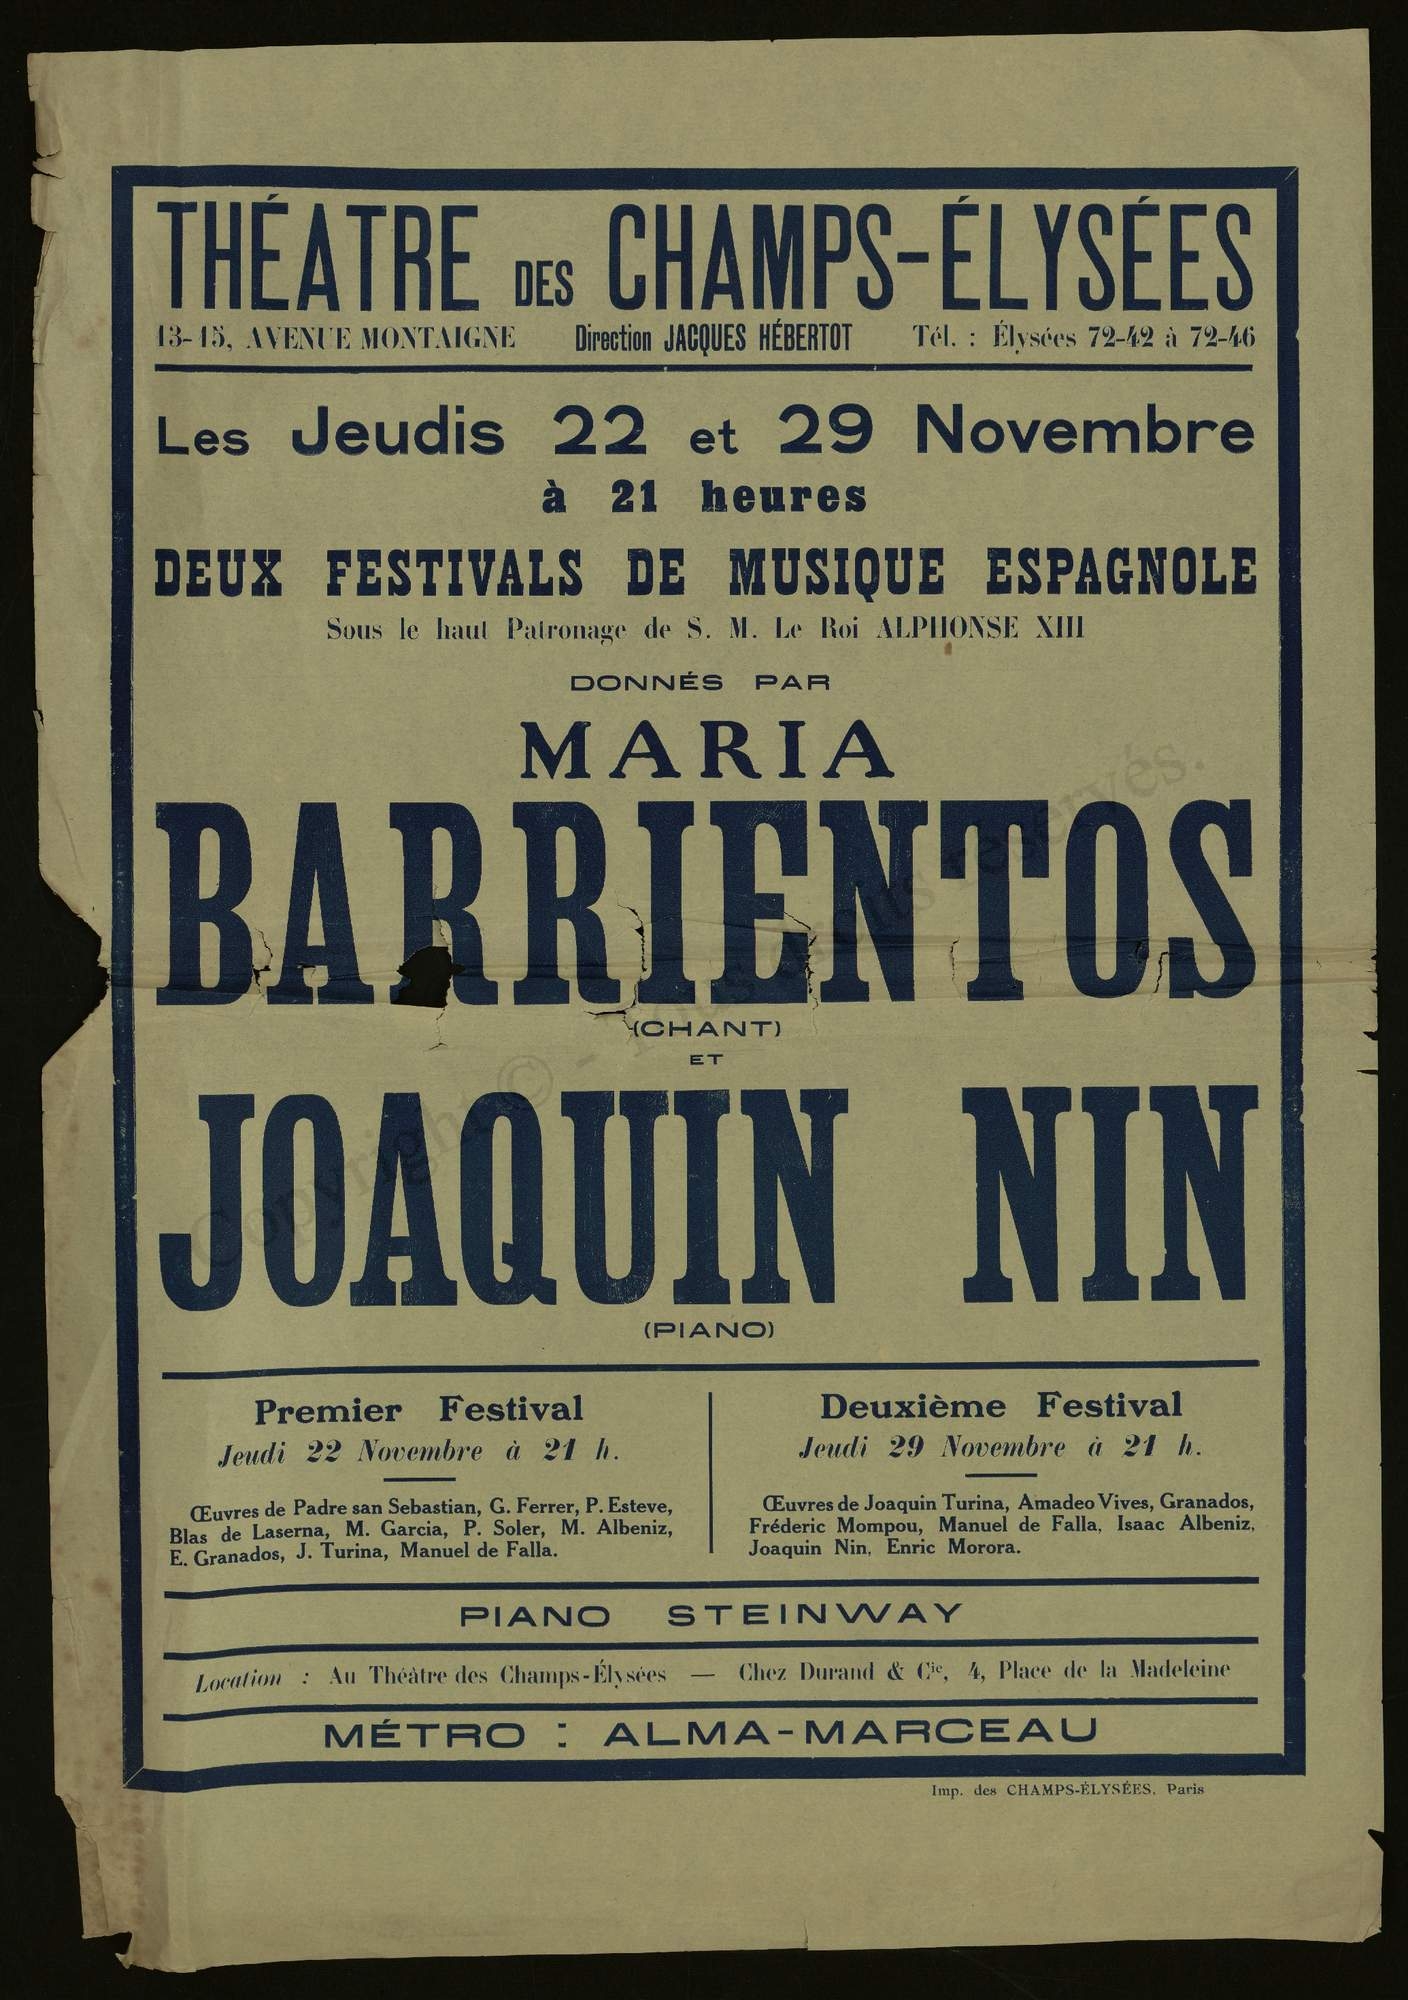 THÉATRE DES CHAMPS-ÉLYSÉES
13-15, AVENUE MONTAIGNE Direction JACQUES HÉBERTOT Tél. : Élysées 72-42 à 72-46
Les Jeudis 22 et 29 Novembre
à 21 heures
DEUX FESTIVALS DE MUSIQUE ESPAGNOLE
Sous le haut Patronage de S. M. Le Roi ALPHONSE XIII
DONNÉS PAR
MARIA
BARRIENTOS
(CHANT)
ET
JOAQUIN NIN
(PIANO)
Premier Festival
Jeudi 22 Novembre à 21 h.
Œuvres de Padre san Sebastian, G. Ferrer, P. Esteve,
Blas de Laserna, M. Garcia, P. Soler, M. Albeniz,
E. Granados, J. Turina, Manuel de Falla.
Deuxième Festival
Jeudi 29 Novembre à 21 h.
Œuvres de Joaquin Turina, Amadeo Vives, Granados,
Fréderic Mompou, Manuel de Falla, Isaac Albeniz,
Joaquin Nin, Enric Morora.
PIANO STEINWAY
Location : Au Théâtre des Champs-Élysées — Chez Durand & Cie, 4, Place de la Madeleine
MÉTRO : ALMA-MARCEAU
Imp. des CHAMPS-ÉLYSÉES, Paris
Copyright © - Tous droits réservés.